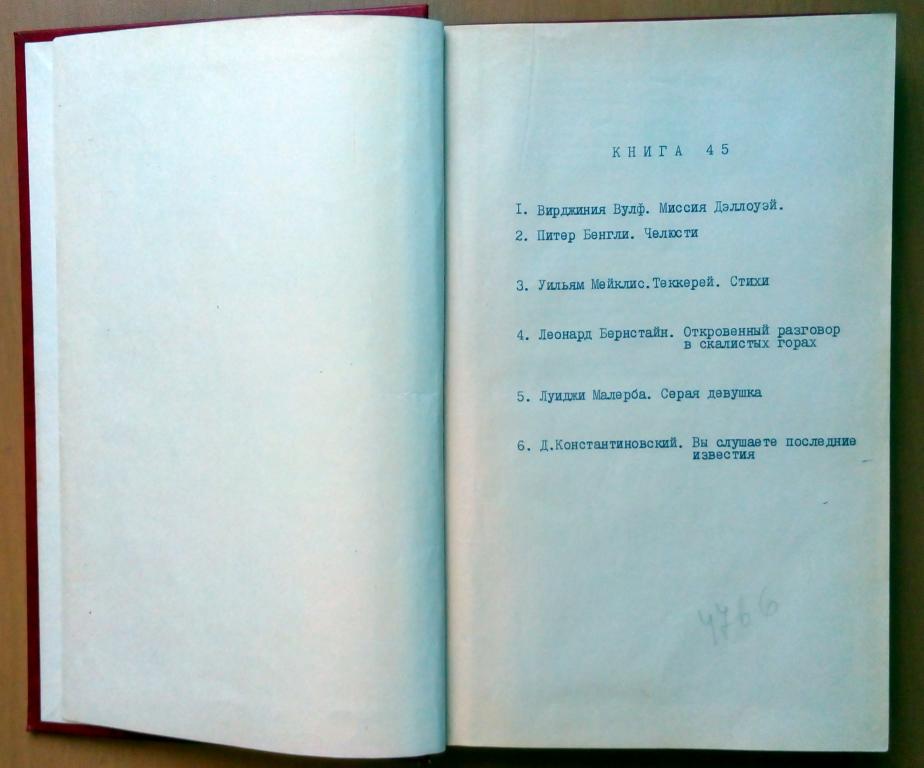 КНИГА 45
1. Вирджиния Вулф. Миссия Дэллоуэй.
2. Питер Бенгли. Челюсти
3. Уильям Мейклис.Теккерей. Стихи
4. Леонард Бернстайн. Откровенный разговор
в скалистых горах
5. Луиджи Малерба. Серая девушка
6. Д.Константиновский. Вы слушаете последние
известия
4766